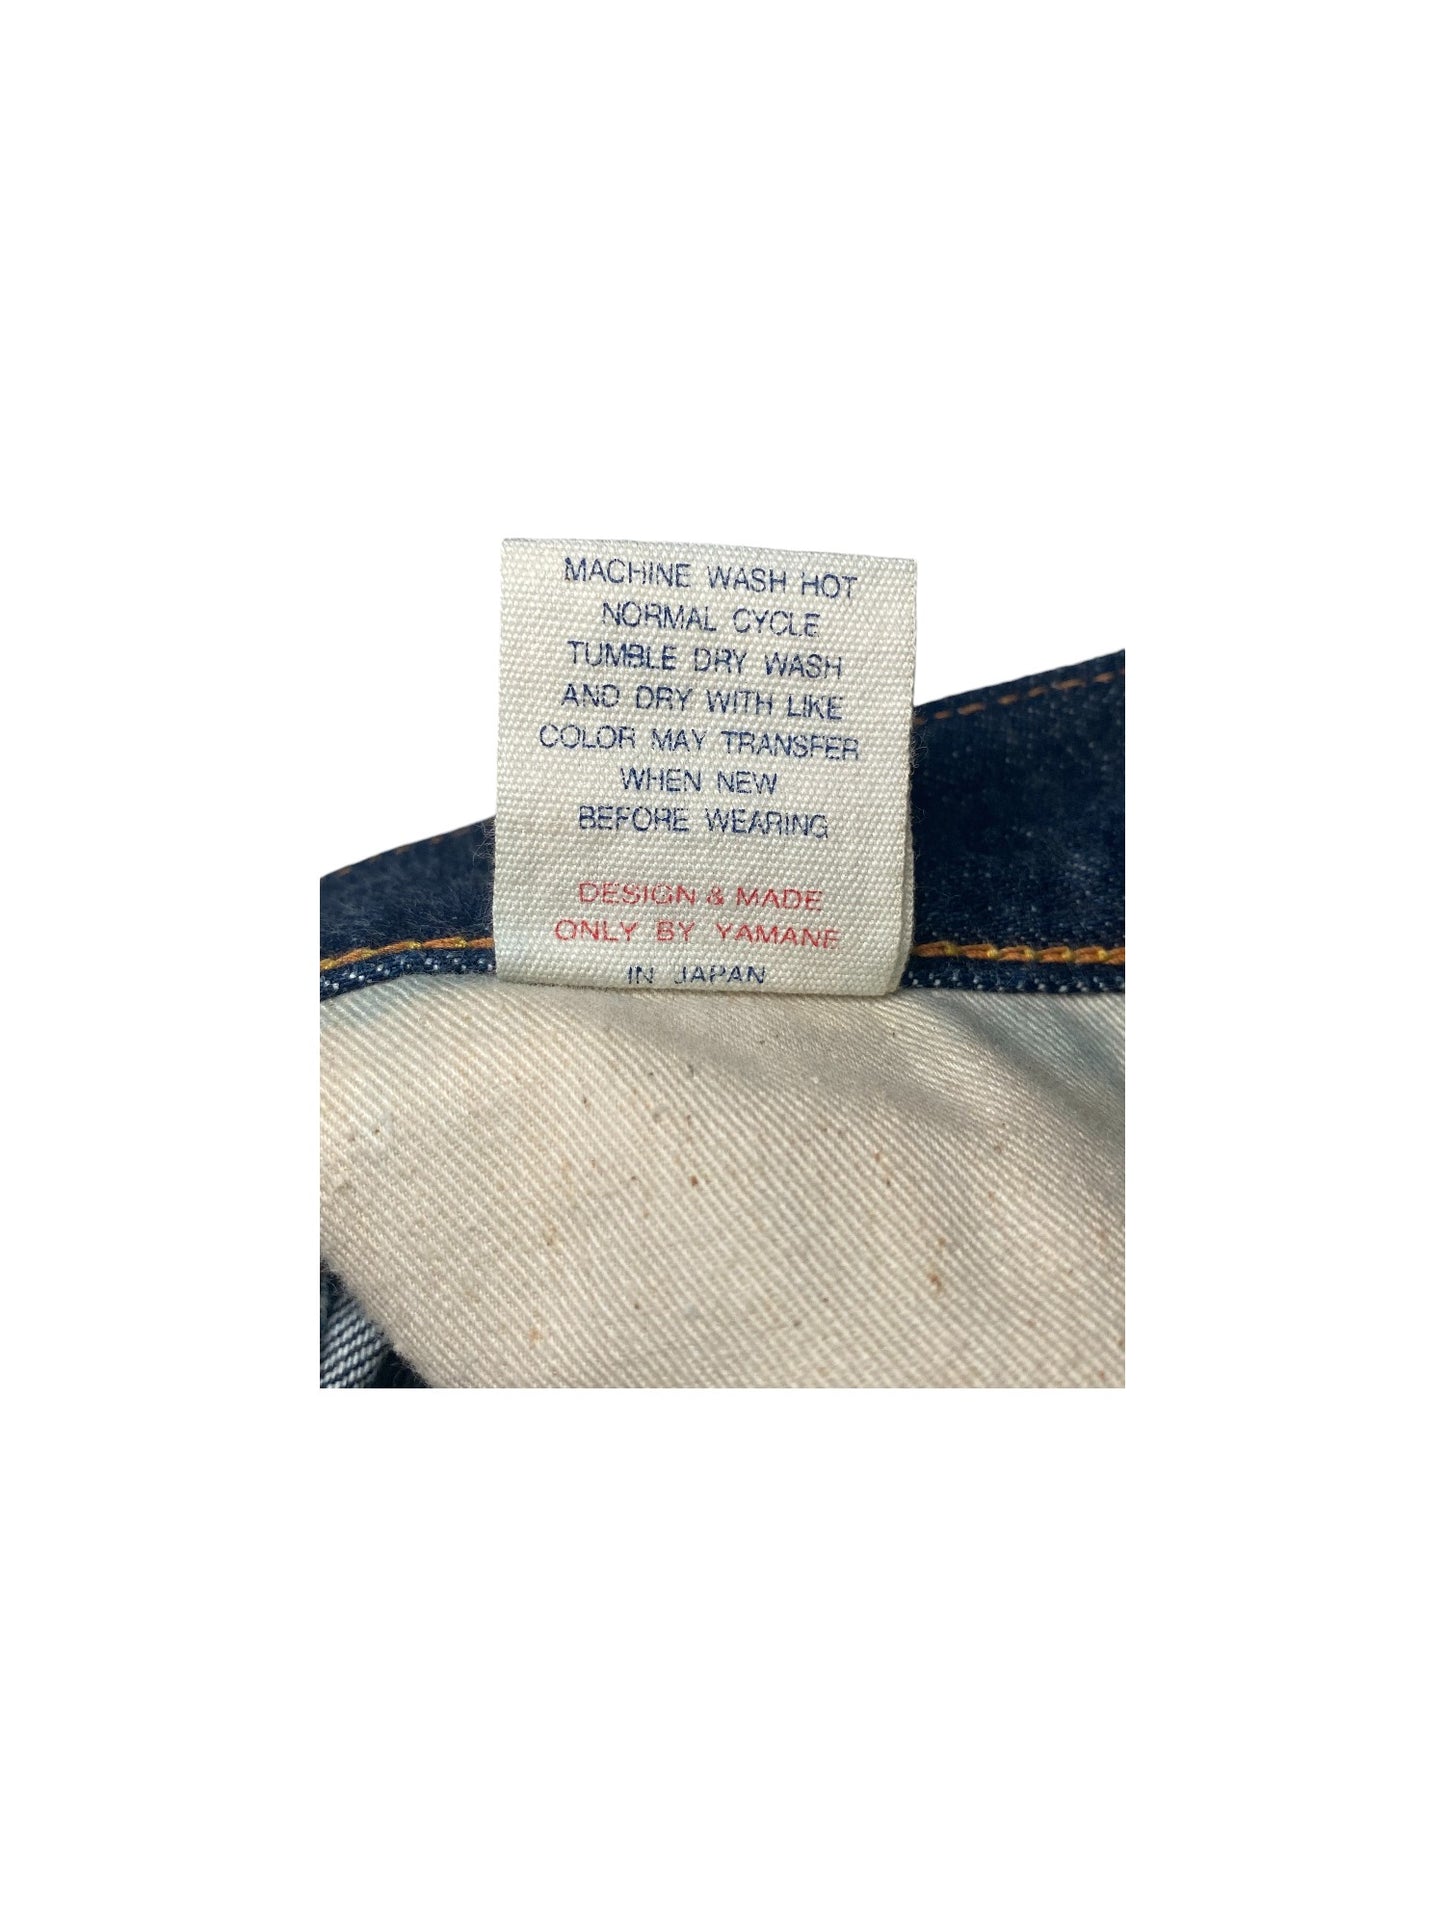 MACHINE WASH HOT
NORMAL CYCLE
TUMBLE DRY WASH
AND DRY WITH LIKE
COLOR MAY TRANSFER
WHEN NEW
BEFORE WEARING
DESIGN & MADE
ONLY BY YAMANE
IN JAPAN